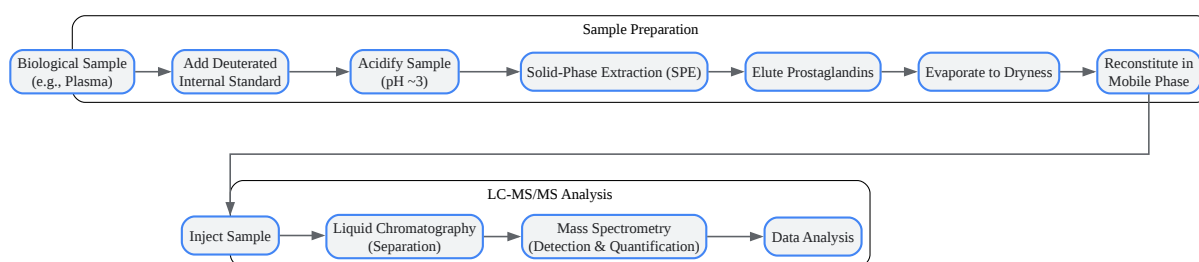 Sample Preparation
Biological Sample
(e.g., Plasma)
Add Deuterated
Internal Standard
Acidify Sample
(pH ~3)
Solid-Phase Extraction (SPE)
Elute Prostaglandins
Evaporate to Dryness
Reconstitute in
Mobile Phase
LC-MS/MS Analysis
Inject Sample
Liquid Chromatography
(Separation)
Mass Spectrometry
(Detection & Quantification)
Data Analysis